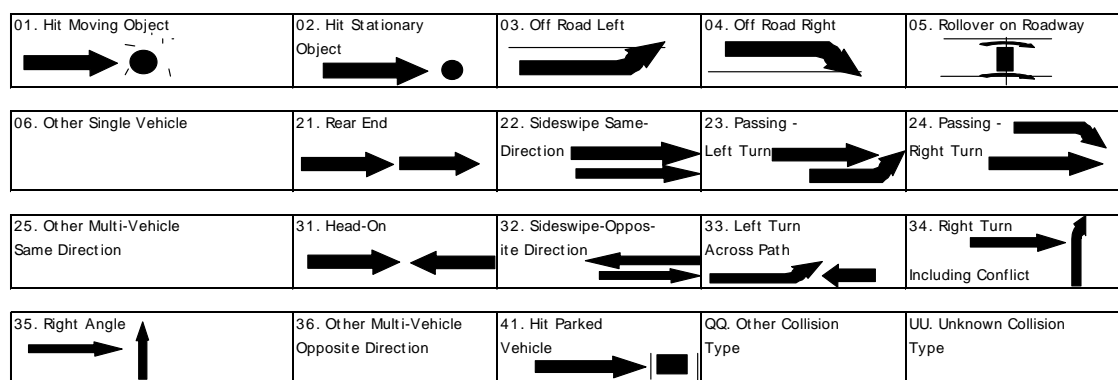 01. Hit Moving Object
02. Hit Stationary
Object
03. Off Road Left
04. Off Road Right
05. Rollover on Roadway
06. Other Single Vehicle
21. Rear End
22. Sideswipe Same-
Direction
23. Passing -
Left Turn
24. Passing -
Right Turn
25. Other Multi-Vehicle
Same Direction
31. Head-On
32. Sideswipe-Oppos-
ite Direction
33. Left Turn
Across Path
34. Right Turn
Including Conflict
35. Right Angle
36. Other Multi-Vehicle
Opposite Direction
41. Hit Parked
Vehicle
QQ. Other Collision
Type
UU. Unknown Collision
Type